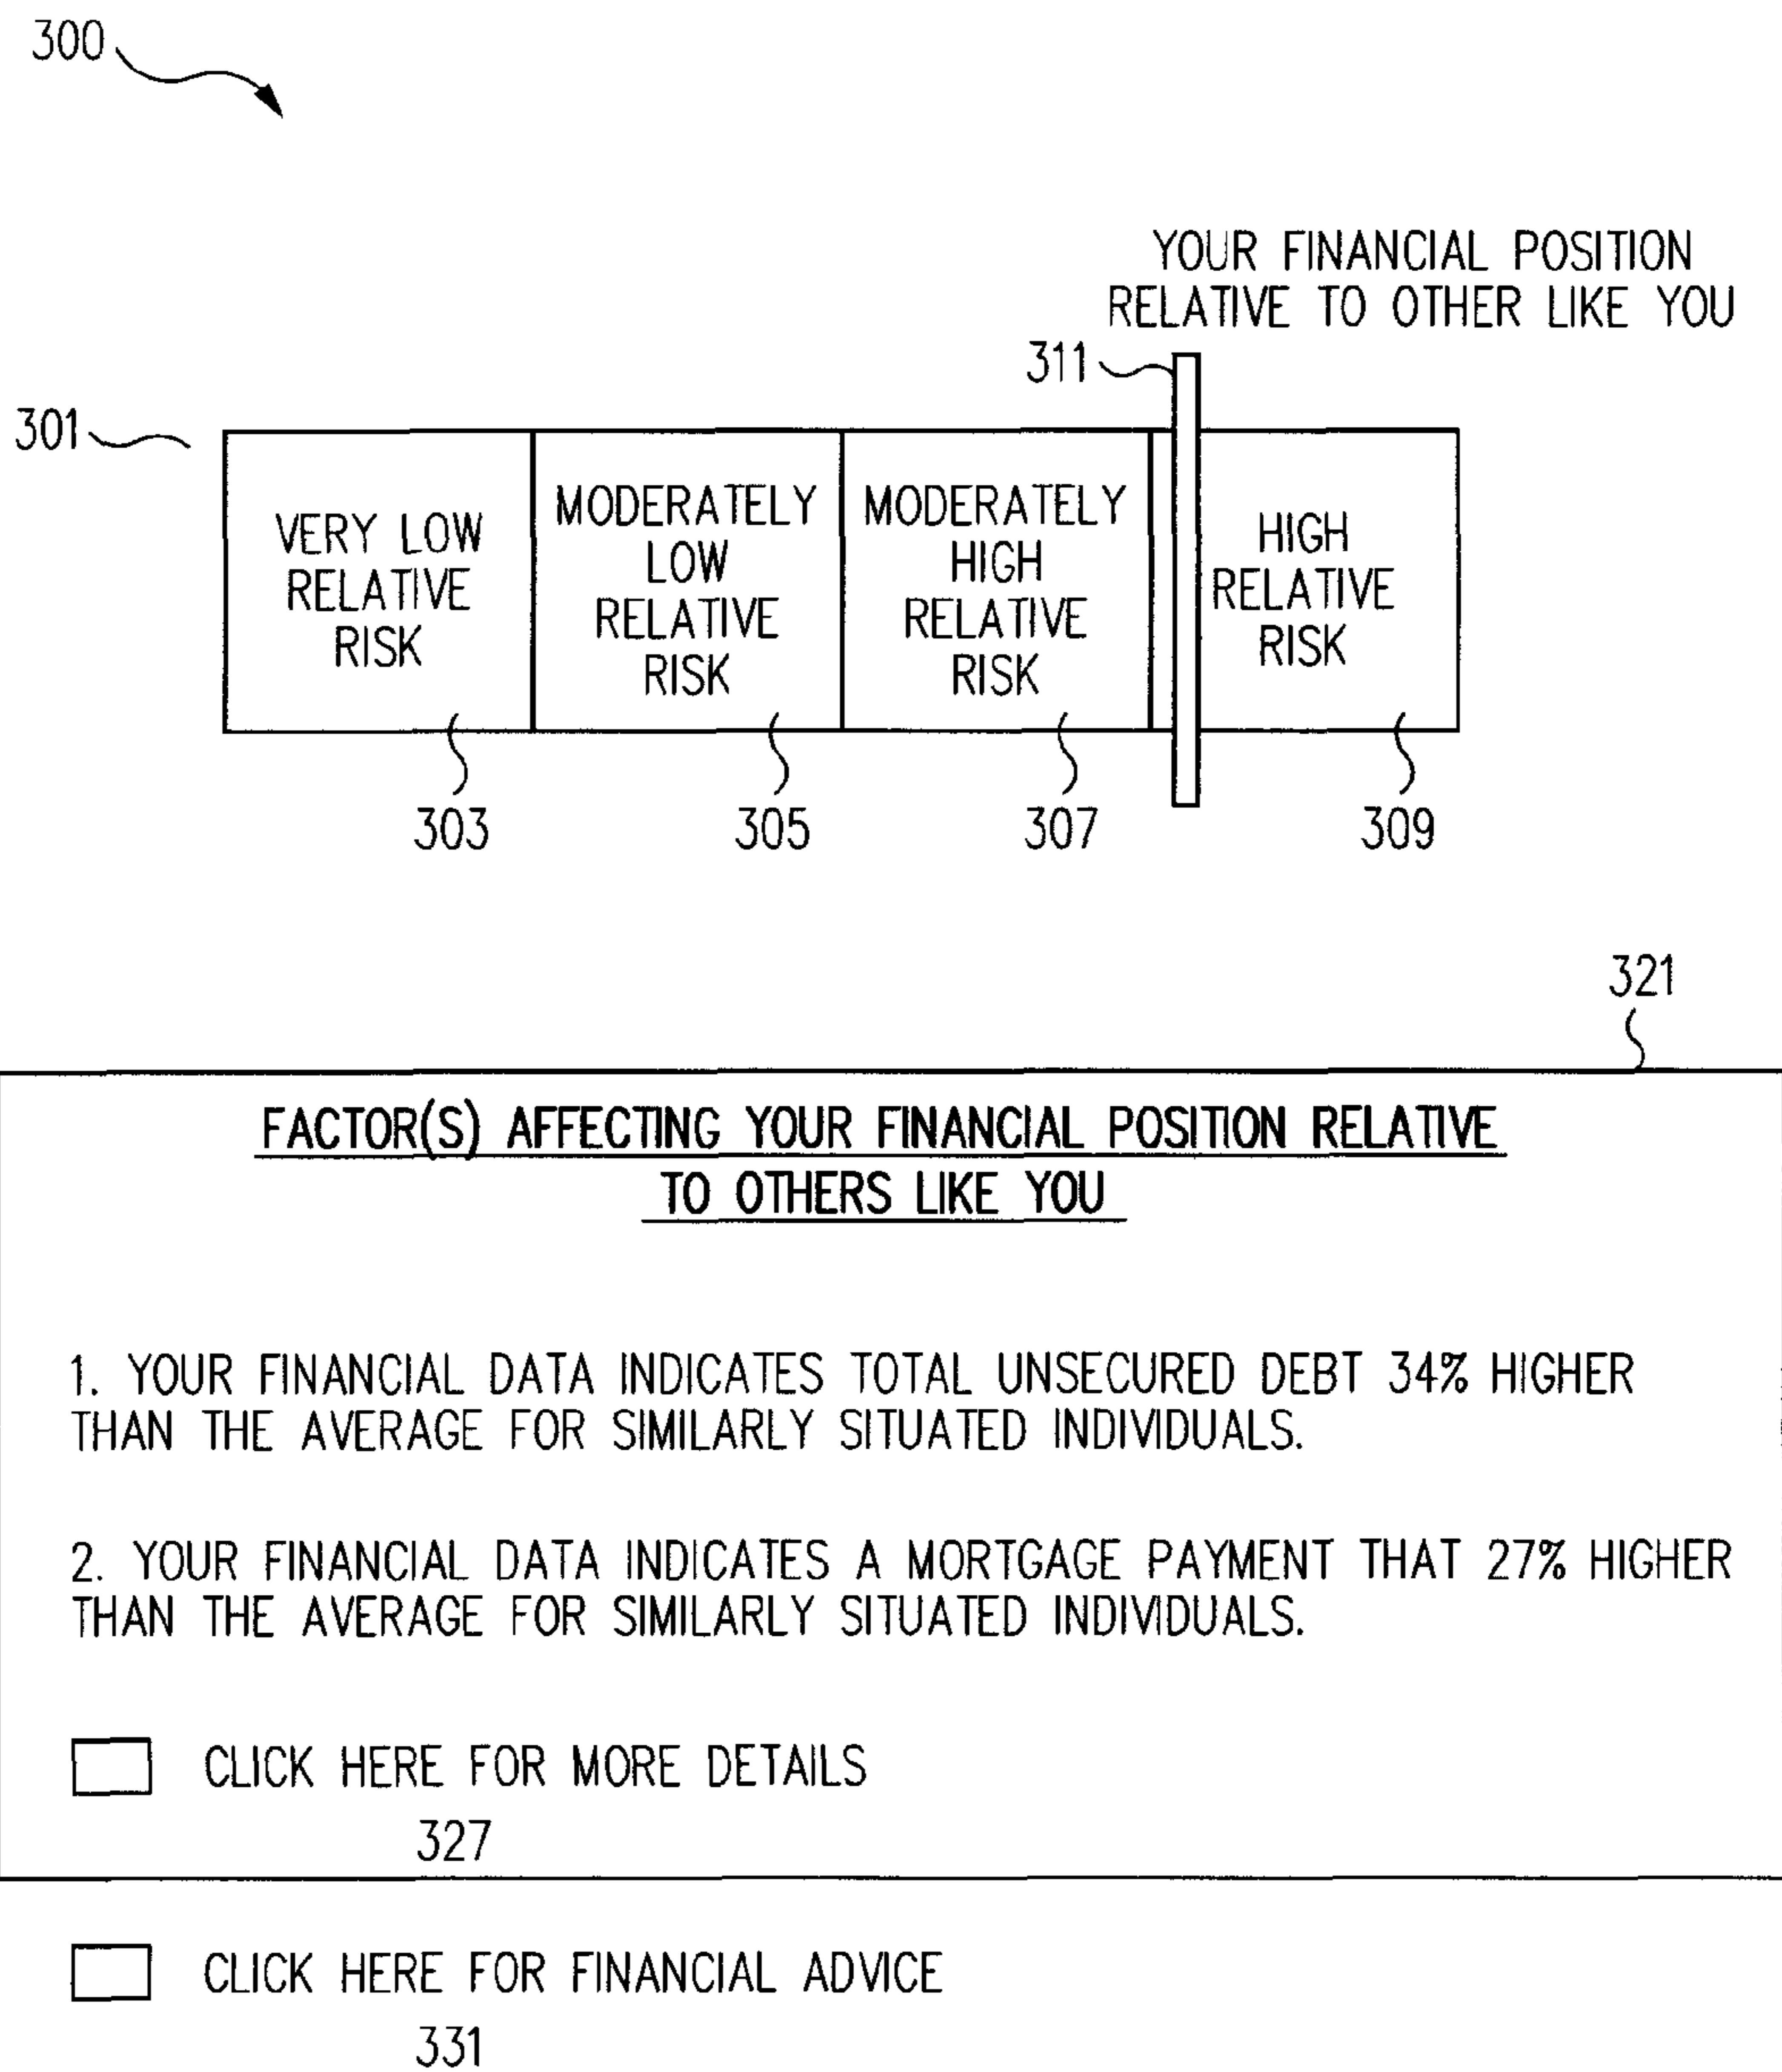 300
YOUR FINANCIAL POSITION
RELATIVE TO OTHER LIKE YOU
311
301
VERY LOW
RELATIVE
RISK
MODERATELY
LOW
RELATIVE
RISK
MODERATELY
HIGH
RELATIVE
RISK
HIGH
RELATIVE
RISK
303
305
307
309
321
FACTOR(S) AFFECTING YOUR FINANCIAL POSITION RELATIVE
TO OTHERS LIKE YOU
1. YOUR FINANCIAL DATA INDICATES TOTAL UNSECURED DEBT 34% HIGHER
THAN THE AVERAGE FOR SIMILARLY SITUATED INDIVIDUALS.
2. YOUR FINANCIAL DATA INDICATES A MORTGAGE PAYMENT THAT 27% HIGHER
THAN THE AVERAGE FOR SIMILARLY SITUATED INDIVIDUALS.
CLICK HERE FOR MORE DETAILS
327
CLICK HERE FOR FINANCIAL ADVICE
331